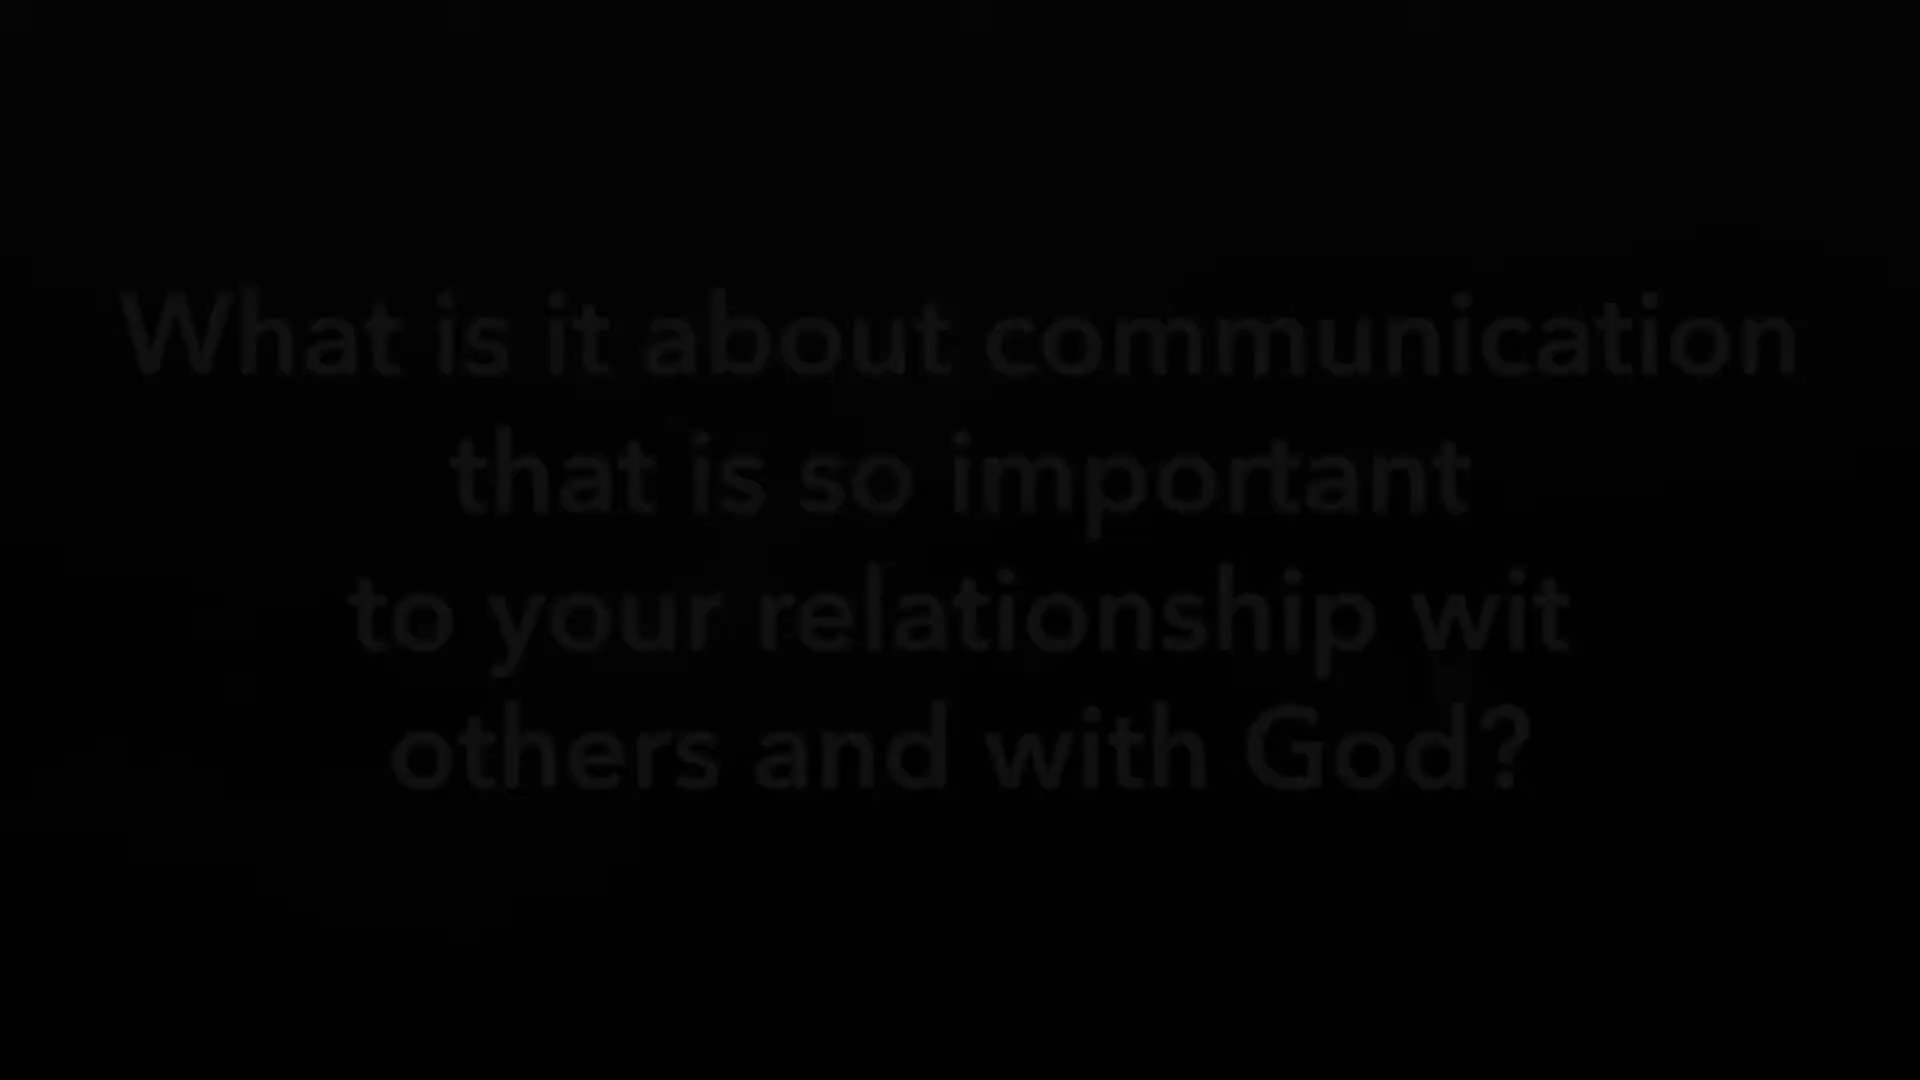 What is it about communication
that is so important
to your relationship wit
others and with God?